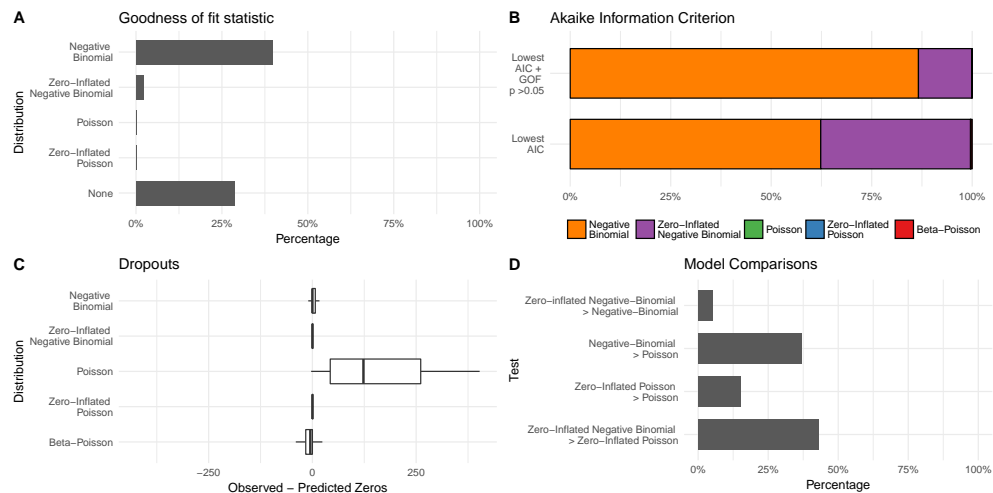 A
Goodness of fit statistic
Distribution
Negative
Binomial
Zero−Inflated
Negative Binomial
Poisson
Zero−Inflated
Poisson
None
0% 25% 50% 75% 100%
Percentage
B
Akaike Information Criterion
Lowest
AIC +
GOF
p >0.05
Lowest
AIC
0% 25% 50% 75% 100%
Negative
Binomial
Zero−Inflated
Negative Binomial
Poisson
Zero−Inflated
Poisson
Beta−Poisson
C
Dropouts
Distribution
Negative
Binomial
Zero−Inflated
Negative Binomial
Poisson
Zero−Inflated
Poisson
Beta−Poisson
−250 0 250
Observed − Predicted Zeros
D
Model Comparisons
Test
Zero−inflated Negative−Binomial
> Negative−Binomial
Negative−Binomial
> Poisson
Zero−Inflated Poisson
> Poisson
Zero−Inflated Negative Binomial
> Zero−Inflated Poisson
0% 25% 50% 75% 100%
Percentage